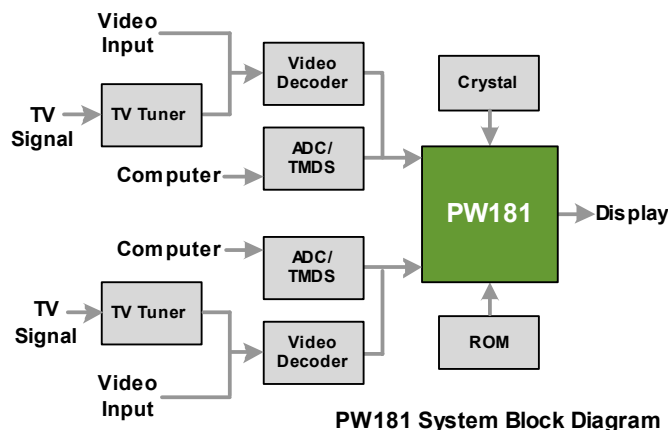 Video
Input
TV Tuner
TV
Signal
Video
Decoder
ADC/
TMDS
Computer
Crystal
PW181
Display
Computer
ADC/
TMDS
TV Tuner
TV
Signal
Video
Decoder
Video
Input
ROM
PW181 System Block Diagram